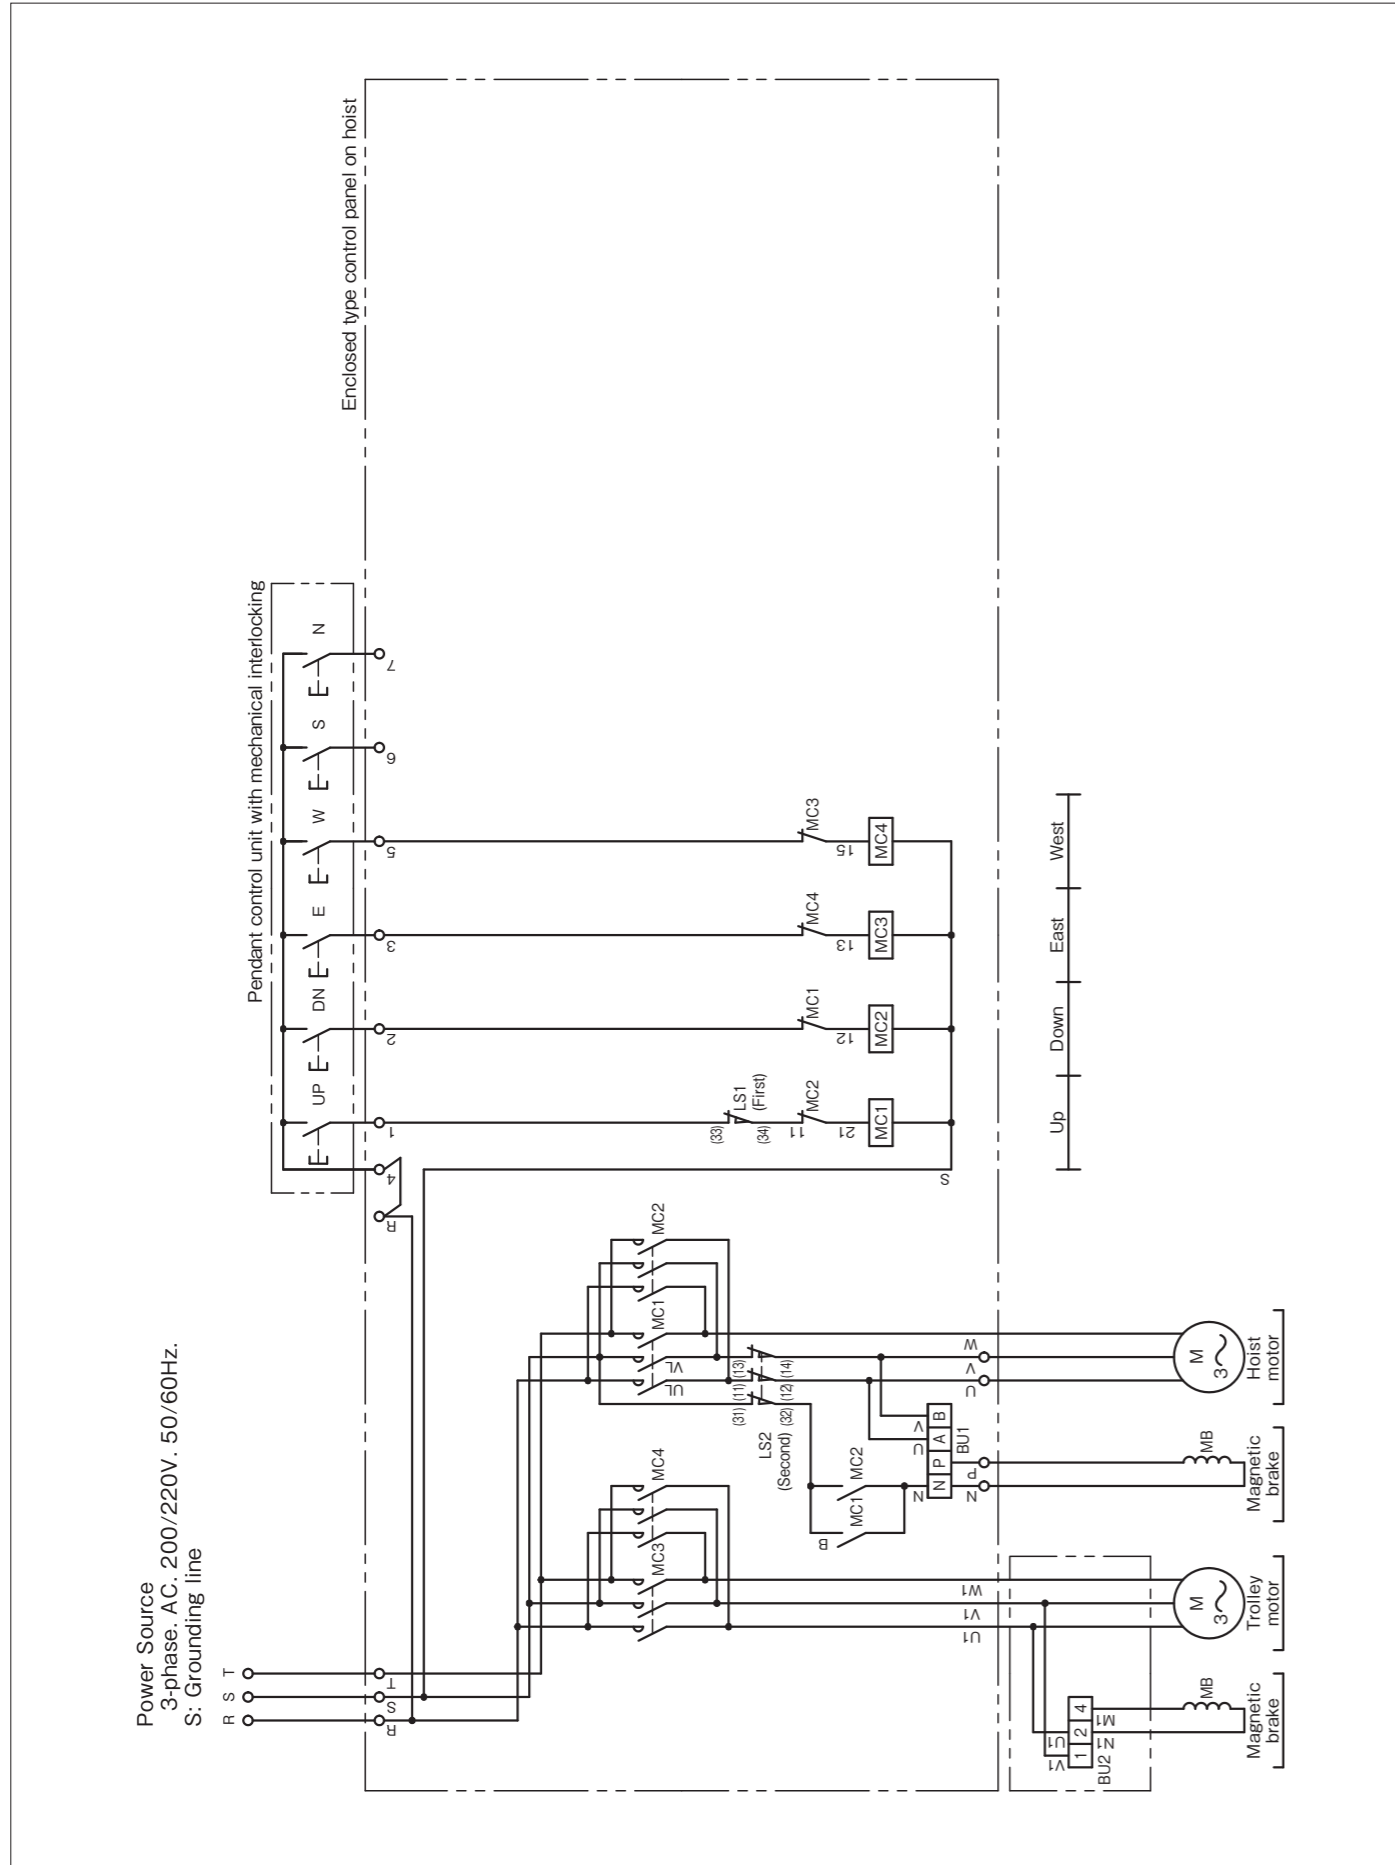 Power Source
3-phase. AC. 200/220V. 50/60Hz.
S: Grounding line
R S T
R S T
R 4 1 2 3 5 6 7
Pendant control unit with mechanical interlocking
UP DN E W S N
Enclosed type control panel on hoist
MC3 MC4
MC1 MC2
UL VL
(31) (11) (13)
(32) (12) (14)
LS2
(Second)
(33)
LS1
(First)
(34)
11 MC2
MC1
MC4
MC3
21 12 13 15
MC1 MC2 MC3 MC4
S
B MC1 MC2
N U V
N P A B
BU1
N P
U V W
U1 V1 W1
V1 U1
1 2 4
BU2
N1 M1
MB
MB
M
3
M
3
Magnetic
brake
Trolley
motor
Magnetic
brake
Hoist
motor
Up Down East West